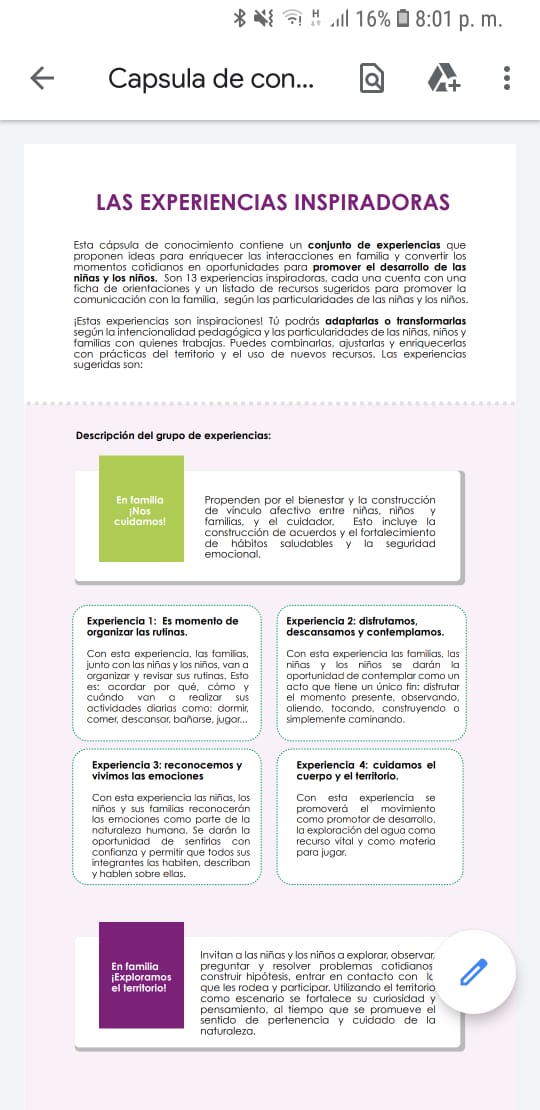 H
16%
8:01 p. m.
Capsula de con...
LAS EXPERIENCIAS INSPIRADORAS
Esta cápsula de conocimiento contiene un conjunto de experiencias que
proponen ideas para enriquecer las interacciones en familia y convertir los
momentos cotidianos en oportunidades para promover el desarrollo de las
niñas y los niños. Son 13 experiencias inspiradoras, cada una cuenta con una
ficha de orientaciones y un listado de recursos sugeridos para promover la
comunicación con la familia, según las particularidades de las niñas y los niños.
¡Estas experiencias son inspiraciones! Tú podrás adaptarlas o transformarlas
según la intencionalidad pedagógica y las particularidades de las niñas, niños y
familias con quienes trabajas. Puedes combinarlas, ajustarlas y enriquecerlas
con prácticas del territorio y el uso de nuevos recursos. Las experiencias
sugeridas son:
Descripción del grupo de experiencias:
En familia
¡Nos
cuidamos!
Propenden por el bienestar y la construcción
de vínculo afectivo entre niñas, niños y
familias, y el cuidador. Esto incluye la
construcción de acuerdos y el fortalecimiento
de hábitos saludables y la seguridad
emocional.
Experiencia 1: Es momento de
organizar las rutinas.
Con esta experiencia, las familias,
junto con las niñas y los niños, van a
organizar y revisar sus rutinas. Esto
es: acordar por qué, cómo y
cuándo van a realizar sus
actividades diarias como: dormir,
comer, descansar, bañarse, jugar...
Experiencia 2: disfrutamos,
descansamos y contemplamos.
Con esta experiencia las familias, las
niñas y los niños se darán la
oportunidad de contemplar como un
acto que tiene un único fin: disfrutar
el momento presente, observando,
oliendo, tocando, construyendo o
simplemente caminando.
Experiencia 3: reconocemos y
vivimos las emociones
Con esta experiencia las niñas, los
niños y sus familias reconocerán
las emociones como parte de la
naturaleza humana. Se darán la
oportunidad de sentirlas con
confianza y permitir que todos sus
integrantes las habiten, describan
y hablen sobre ellas.
Experiencia 4: cuidamos el
cuerpo y el territorio.
Con esta experiencia se
promoverá el movimiento
como promotor de desarrollo,
la exploración del agua como
recurso vital y como materia
para jugar.
En familia
¡Exploramos
el territorio!
Invitan a las niñas y los niños a explorar, observar,
preguntar y resolver problemas cotidianos
construir hipótesis, entrar en contacto con
que les rodea y participar. Utilizando el territorio
como escenario se fortalece su curiosidad y
pensamiento, al tiempo que se promueve el
sentido de pertenencia y cuidado de la
naturaleza.